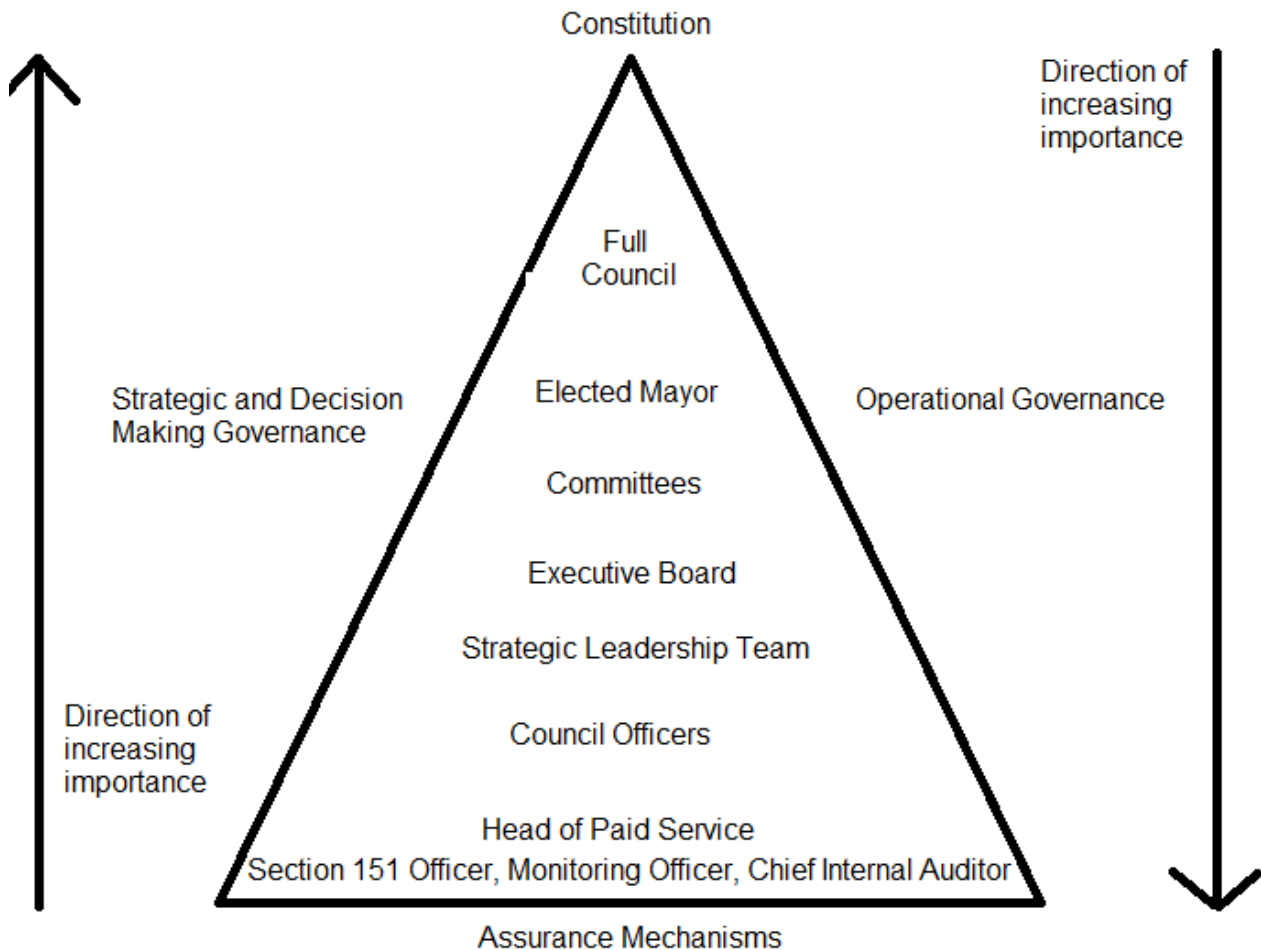 Constitution
Direction of
increasing
importance
Full
Council
Strategic and Decision
Making Governance
Elected Mayor
Operational Governance
Committees
Executive Board
Strategic Leadership Team
Direction of
increasing
importance
Council Officers
Head of Paid Service
Section 151 Officer, Monitoring Officer, Chief Internal Auditor
Assurance Mechanisms